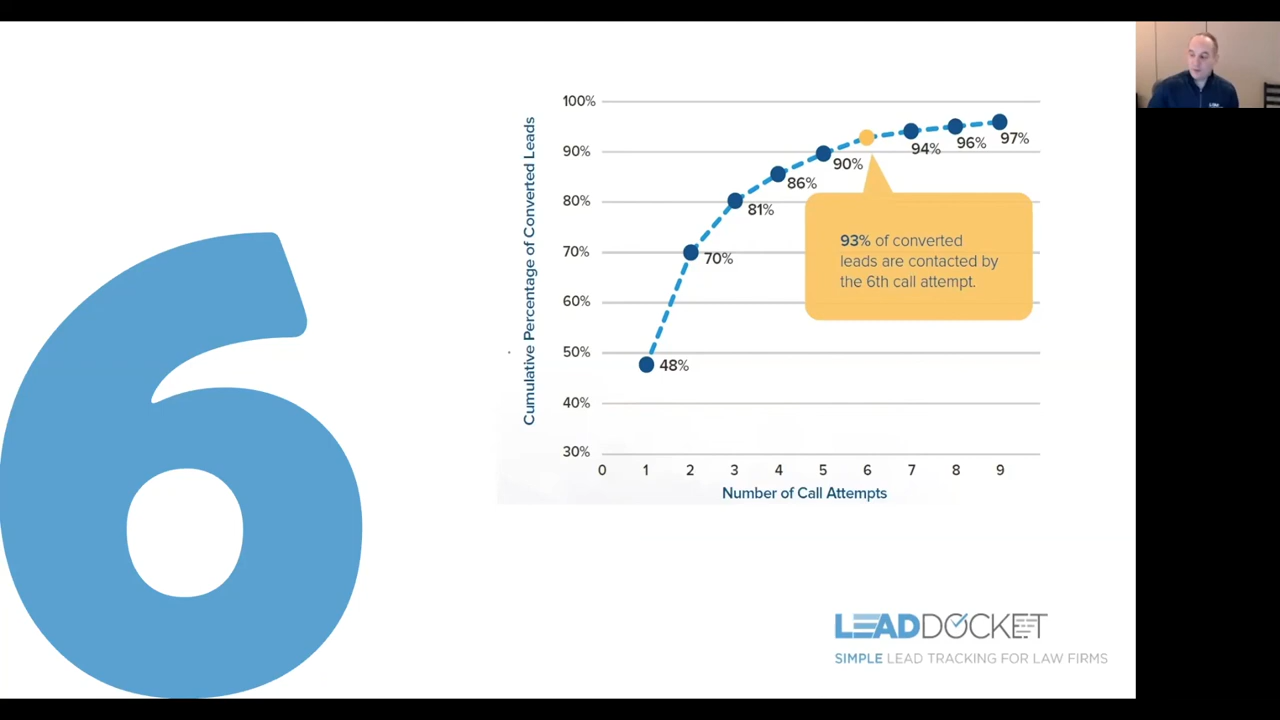 6
100%
90%
80%
70%
60%
50%
40%
30%
Cumulative Percentage of Converted Leads
48%
70%
81%
86%
90%
94%
96%
97%
93% of converted
leads are contacted by
the 6th call attempt.
0 1 2 3 4 5 6 7 8 9
Number of Call Attempts
LEADDOCKET
SIMPLE LEAD TRACKING FOR LAW FIRMS